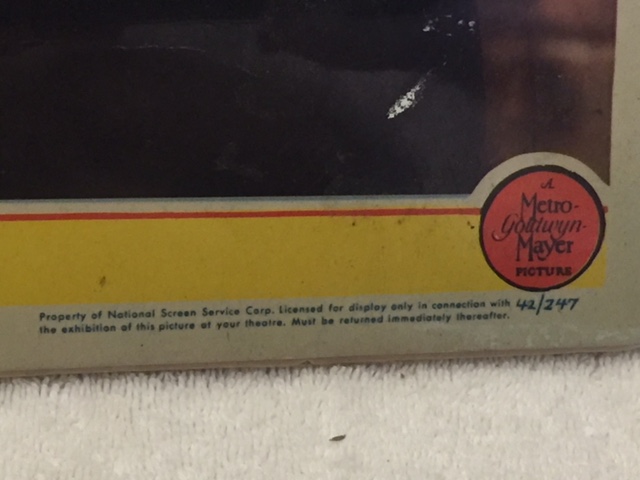 A
Metro-
Goldwyn-
Mayer
PICTURE
Property of National Screen Service Corp. Licensed for display only in connection with 42/247
the exhibition of this picture at your theatre. Must be returned immediately thereafter.